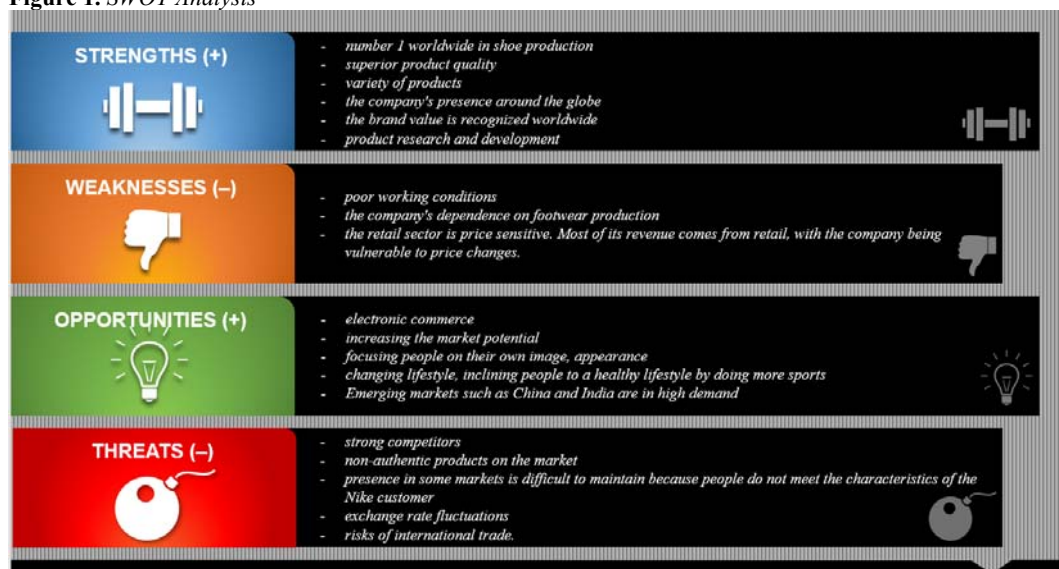 Figure 1. SWOT Analysis
STRENGTHS (+)
- number 1 worldwide in shoe production
- superior product quality
- variety of products
- the company's presence around the globe
- the brand value is recognized worldwide
- product research and development
WEAKNESSES (–)
- poor working conditions
- the company's dependence on footwear production
- the retail sector is price sensitive. Most of its revenue comes from retail, with the company being
vulnerable to price changes.
OPPORTUNITIES (+)
- electronic commerce
- increasing the market potential
- focusing people on their own image, appearance
- changing lifestyle, inclining people to a healthy lifestyle by doing more sports
- Emerging markets such as China and India are in high demand
THREATS (–)
- strong competitors
- non-authentic products on the market
- presence in some markets is difficult to maintain because people do not meet the characteristics of the
Nike customer
- exchange rate fluctuations
- risks of international trade.